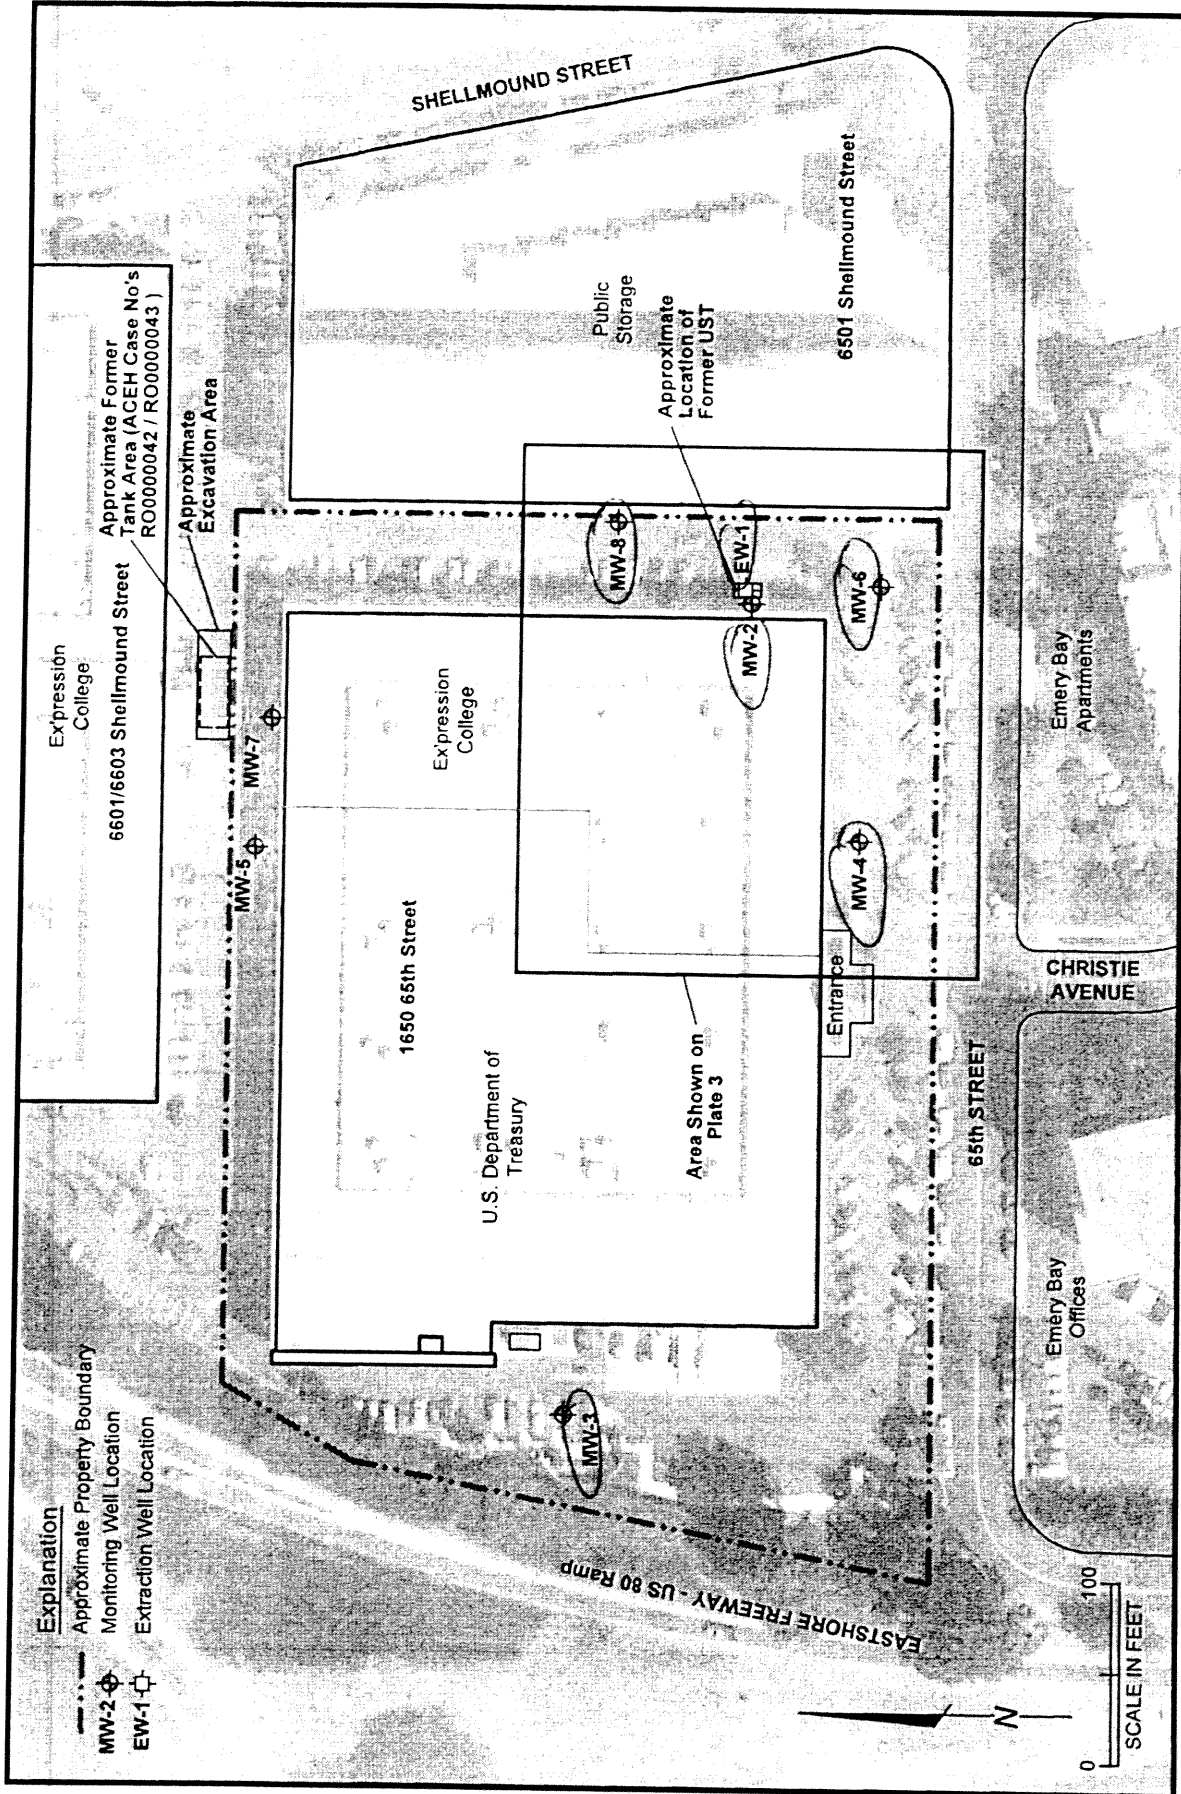 Explanation
Approximate Property Boundary
MW-2 Monitoring Well Location
EW-1 Extraction Well Location
Ex'pression
College
6601/6603 Shellmound Street
Approximate Former
Tank Area (ACEH Case No's
RO0000042 / RO0000043 )
Approximate
Excavation Area
SHELLMOUND STREET
MW-5
MW-7
1650 65th Street
Ex'pression
College
U.S. Department of
Treasury
Public
Storage
Approximate
Location of
Former UST
6501 Shellmound Street
MW-3
MW-8
EW-1
MW-2
MW-6
MW-4
Area Shown on
Plate 3
Entrance
EASTSHORE FREEWAY - US 80 Ramp
65th STREET
CHRISTIE
AVENUE
Emery Bay
Offices
Emery Bay
Apartments
N
0 100
SCALE IN FEET